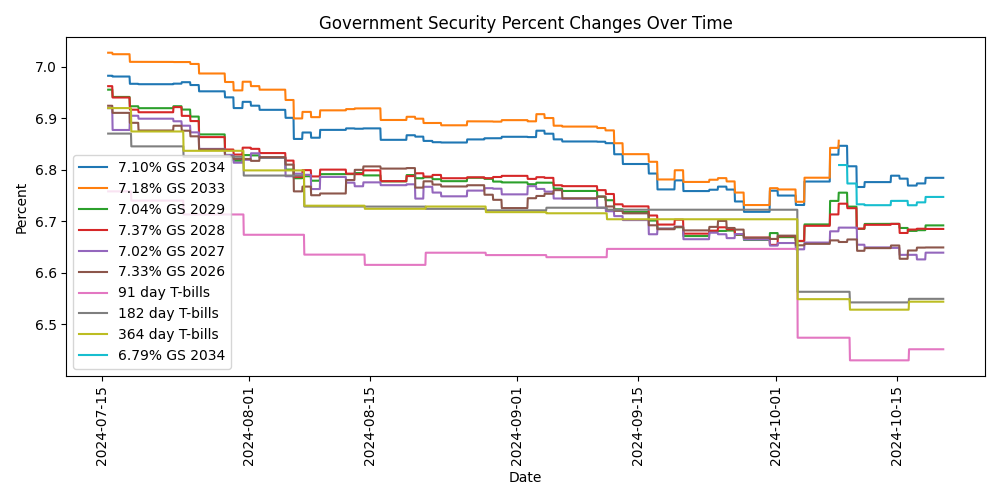 Government Security Percent Changes Over Time
Percent
7.0
6.9
6.8
6.7
6.6
6.5
7.10% GS 2034
7.18% GS 2033
7.04% GS 2029
7.37% GS 2028
7.02% GS 2027
7.33% GS 2026
91 day T-bills
182 day T-bills
364 day T-bills
6.79% GS 2034
2024-07-15
2024-08-01
2024-08-15
2024-09-01
2024-09-15
2024-10-01
2024-10-15
Date